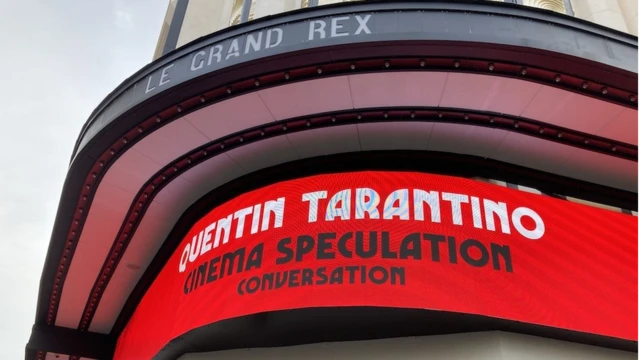 LE GRAND REX
QUENTIN TARANTINO
CINEMA SPECULATION
CONVERSATION